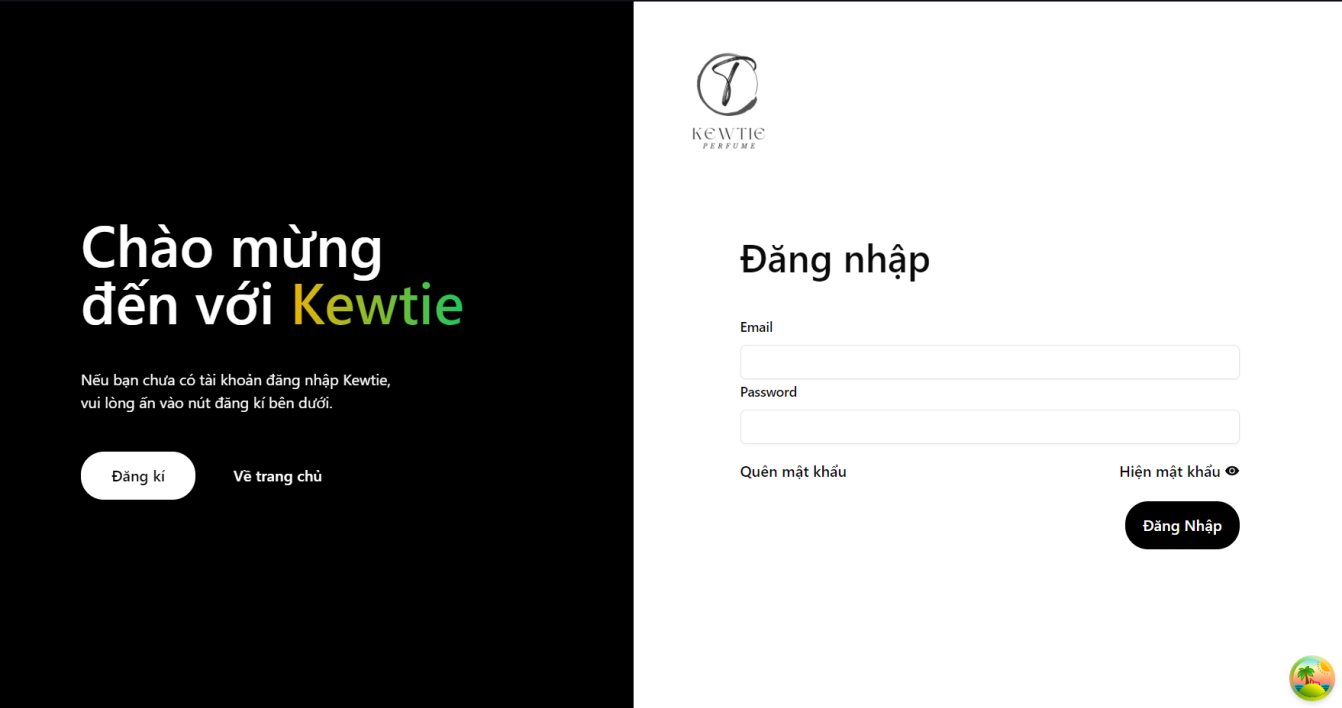 Chào mừng
đến với Kewtie
Nếu bạn chưa có tài khoản đăng nhập Kewtie,
vui lòng ấn vào nút đăng kí bên dưới.
Đăng kí
Về trang chủ
KEWTIE
PERFUME
Đăng nhập
Email
Password
Quên mật khẩu
Hiện mật khẩu
Đăng Nhập